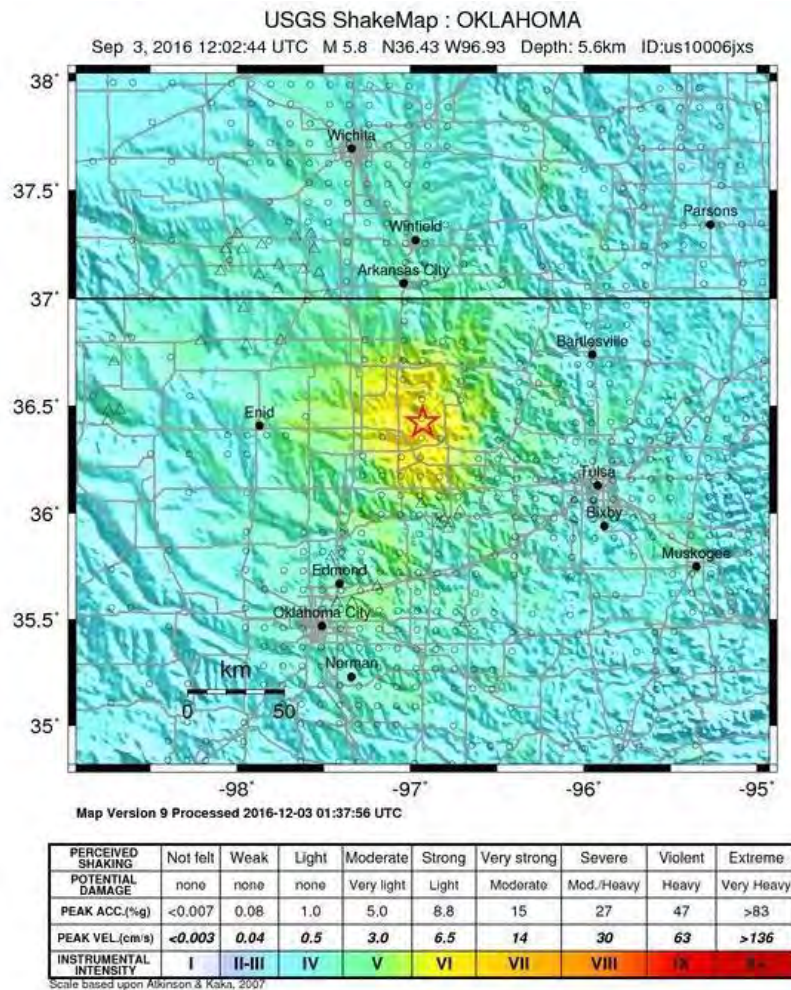 USGS ShakeMap : OKLAHOMA
Sep 3, 2016 12:02:44 UTC M 5.8 N36.43 W96.93 Depth: 5.6km ID:us10006jxs
38˚
Wichita
37.5˚
Parsons
Winfield
Arkansas City
37˚
Bartlesville
36.5˚
Enid
Tulsa
36˚
Bixby
Muskogee
Edmond
35.5˚
Oklahoma City
km
Norman
0 50
35˚
-98˚ -97˚ -96˚ -95˚
Map Version 9 Processed 2016-12-03 01:37:56 UTC
PERCEIVED SHAKING Not felt Weak Light Moderate Strong Very strong Severe Violent Extreme
POTENTIAL DAMAGE none none none Very light Light Moderate Mod./Heavy Heavy Very Heavy
PEAK ACC.(%g) <0.007 0.08 1.0 5.0 8.8 15 27 47 >83
PEAK VEL.(cm/s) <0.003 0.04 0.5 3.0 6.5 14 30 63 >136
INSTRUMENTAL INTENSITY I II-III IV V VI VII VIII IX
Scale based upon Atkinson & Kaka, 2007